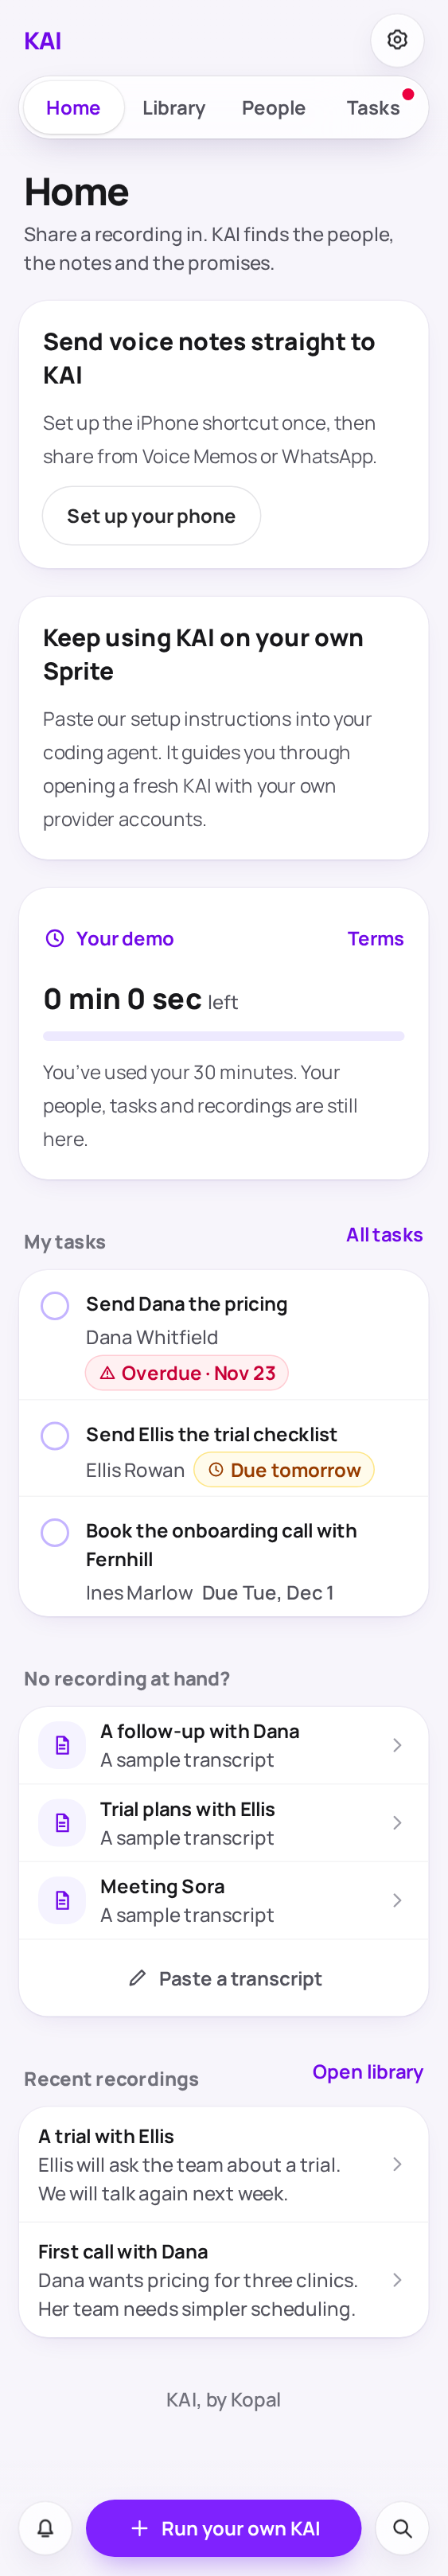 KAI
Home
Library
People
Tasks
Home
Share a recording in. KAI finds the people,
the notes and the promises.
Send voice notes straight to
KAI
Set up the iPhone shortcut once, then
share from Voice Memos or WhatsApp.
Set up your phone
Keep using KAI on your own
Sprite
Paste our setup instructions into your
coding agent. It guides you through
opening a fresh KAI with your own
provider accounts.
Your demo
Terms
0 min 0 sec left
You’ve used your 30 minutes. Your
people, tasks and recordings are still
here.
My tasks
All tasks
Send Dana the pricing
Dana Whitfield
Overdue · Nov 23
Send Ellis the trial checklist
Ellis Rowan Due tomorrow
Book the onboarding call with
Fernhill
Ines Marlow Due Tue, Dec 1
No recording at hand?
A follow-up with Dana
A sample transcript
Trial plans with Ellis
A sample transcript
Meeting Sora
A sample transcript
Paste a transcript
Recent recordings
Open library
A trial with Ellis
Ellis will ask the team about a trial.
We will talk again next week.
First call with Dana
Dana wants pricing for three clinics.
Her team needs simpler scheduling.
KAI, by Kopal
Run your own KAI